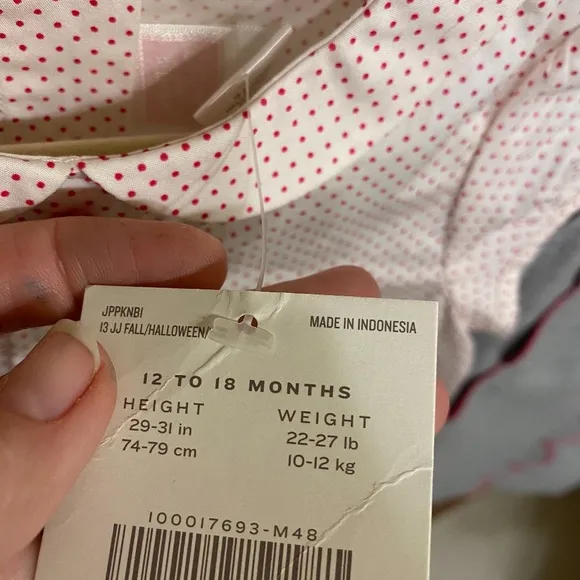 JPPKNBI
13 JJ FALL/HALLOWEEN/
MADE IN INDONESIA
12 TO 18 MONTHS
HEIGHT WEIGHT
29-31 in 22-27 lb
74-79 cm 10-12 kg
100017693-M48